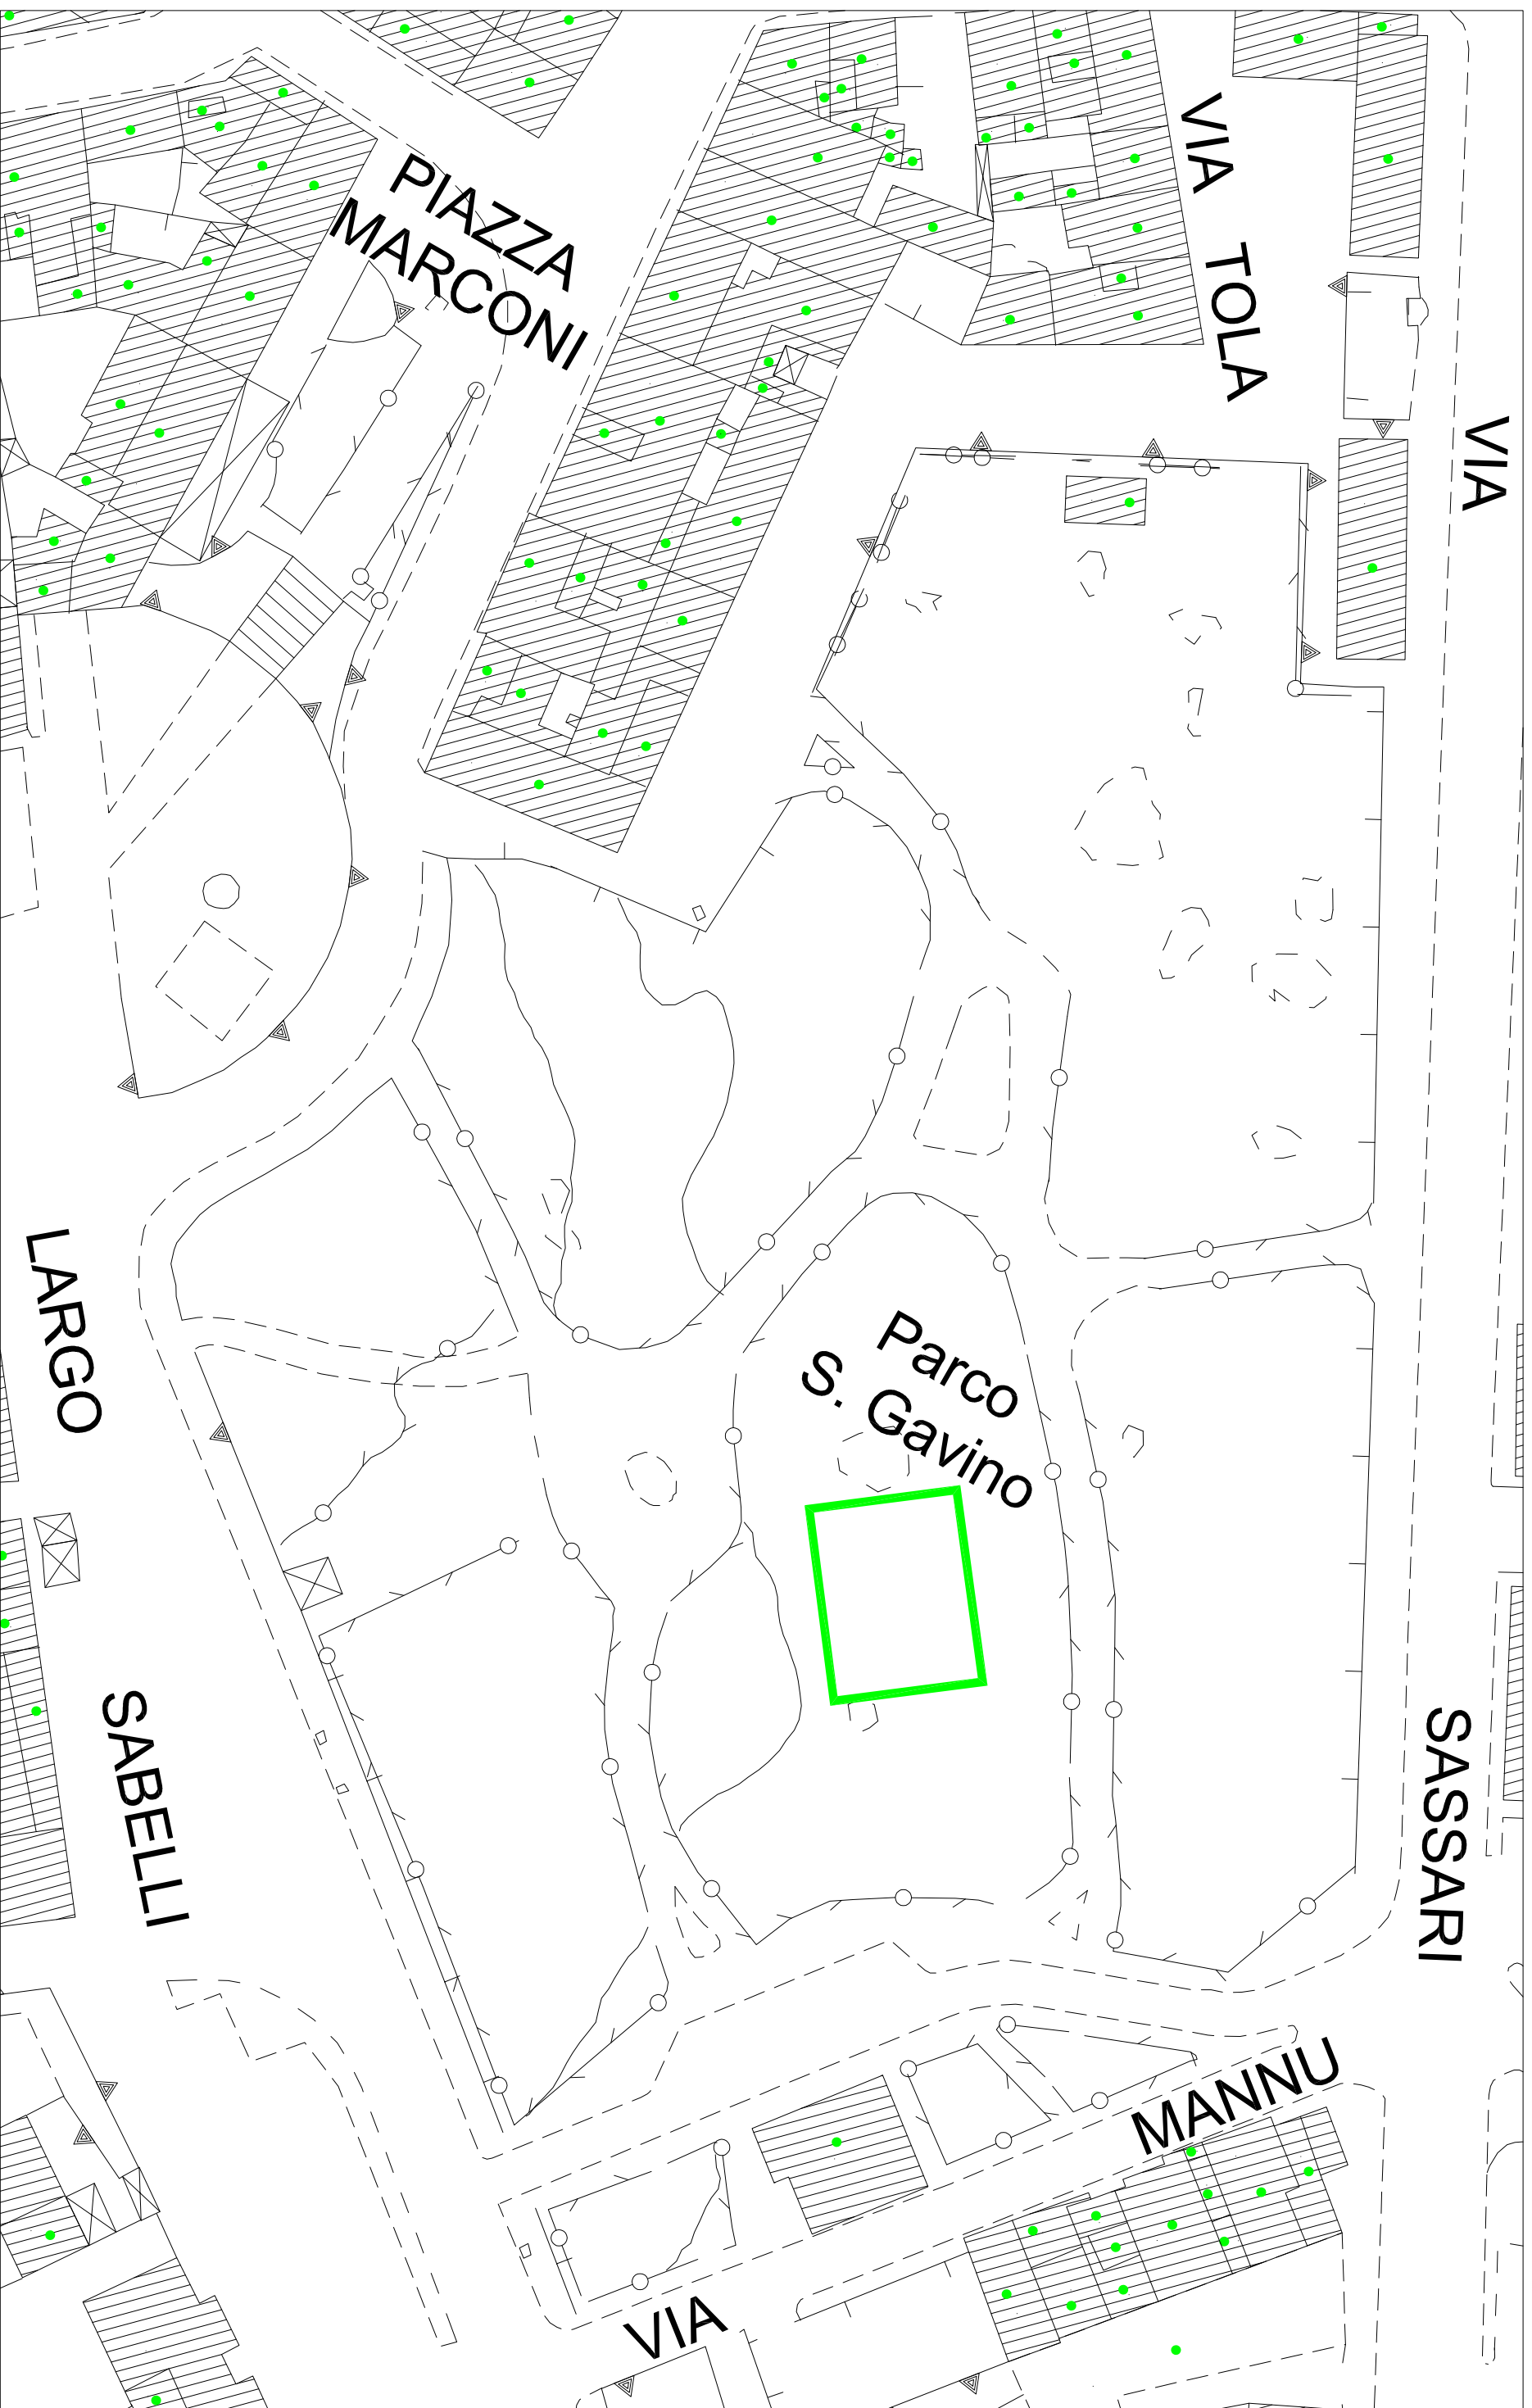 PIAZZA
MARCONI
VIA
TOLA
VIA
SASSARI
LARGO
SABELLI
Parco
S. Gavino
VIA
MANNU